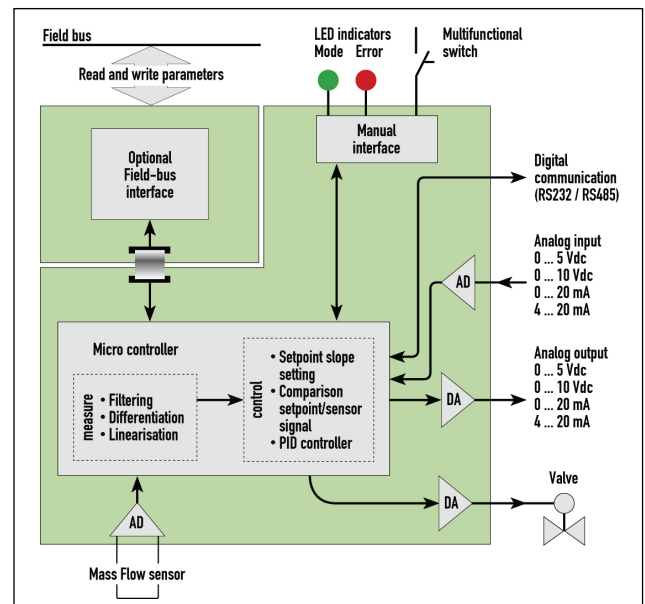 Field bus
Read and write parameters
LED indicators
Mode Error
Multifunctional
switch
Optional
Field-bus
interface
Manual
interface
Digital
communication
(RS232 / RS485)
Analog input
0 ... 5 Vdc
0 ... 10 Vdc
0 ... 20 mA
4 ... 20 mA
AD
Micro controller
measure
• Filtering
• Differentiation
• Linearisation
control
• Setpoint slope
setting
• Comparison
setpoint/sensor
signal
• PID controller
DA
Analog output
0 ... 5 Vdc
0 ... 10 Vdc
0 ... 20 mA
4 ... 20 mA
DA
Valve
AD
Mass Flow sensor